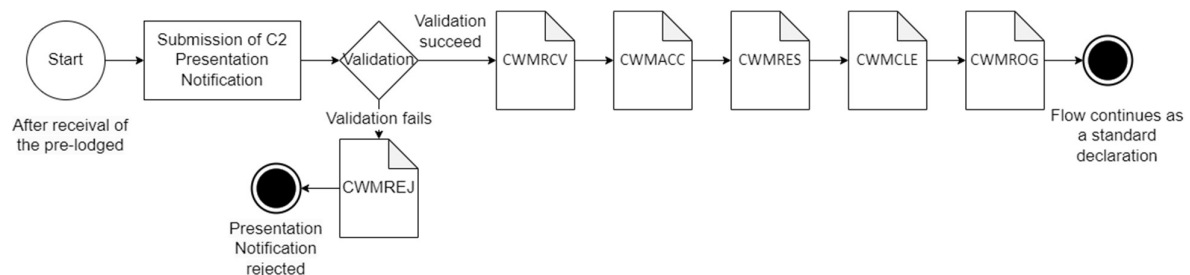 Start
After receival of
the pre-lodged
Submission of C2
Presentation
Notification
Validation
Validation
succeed
CWMRCV
CWMACC
CWMRES
CWMCLE
CWMROG
Flow continues as
a standard
declaration
Validation fails
CWMREJ
Presentation
Notification
rejected